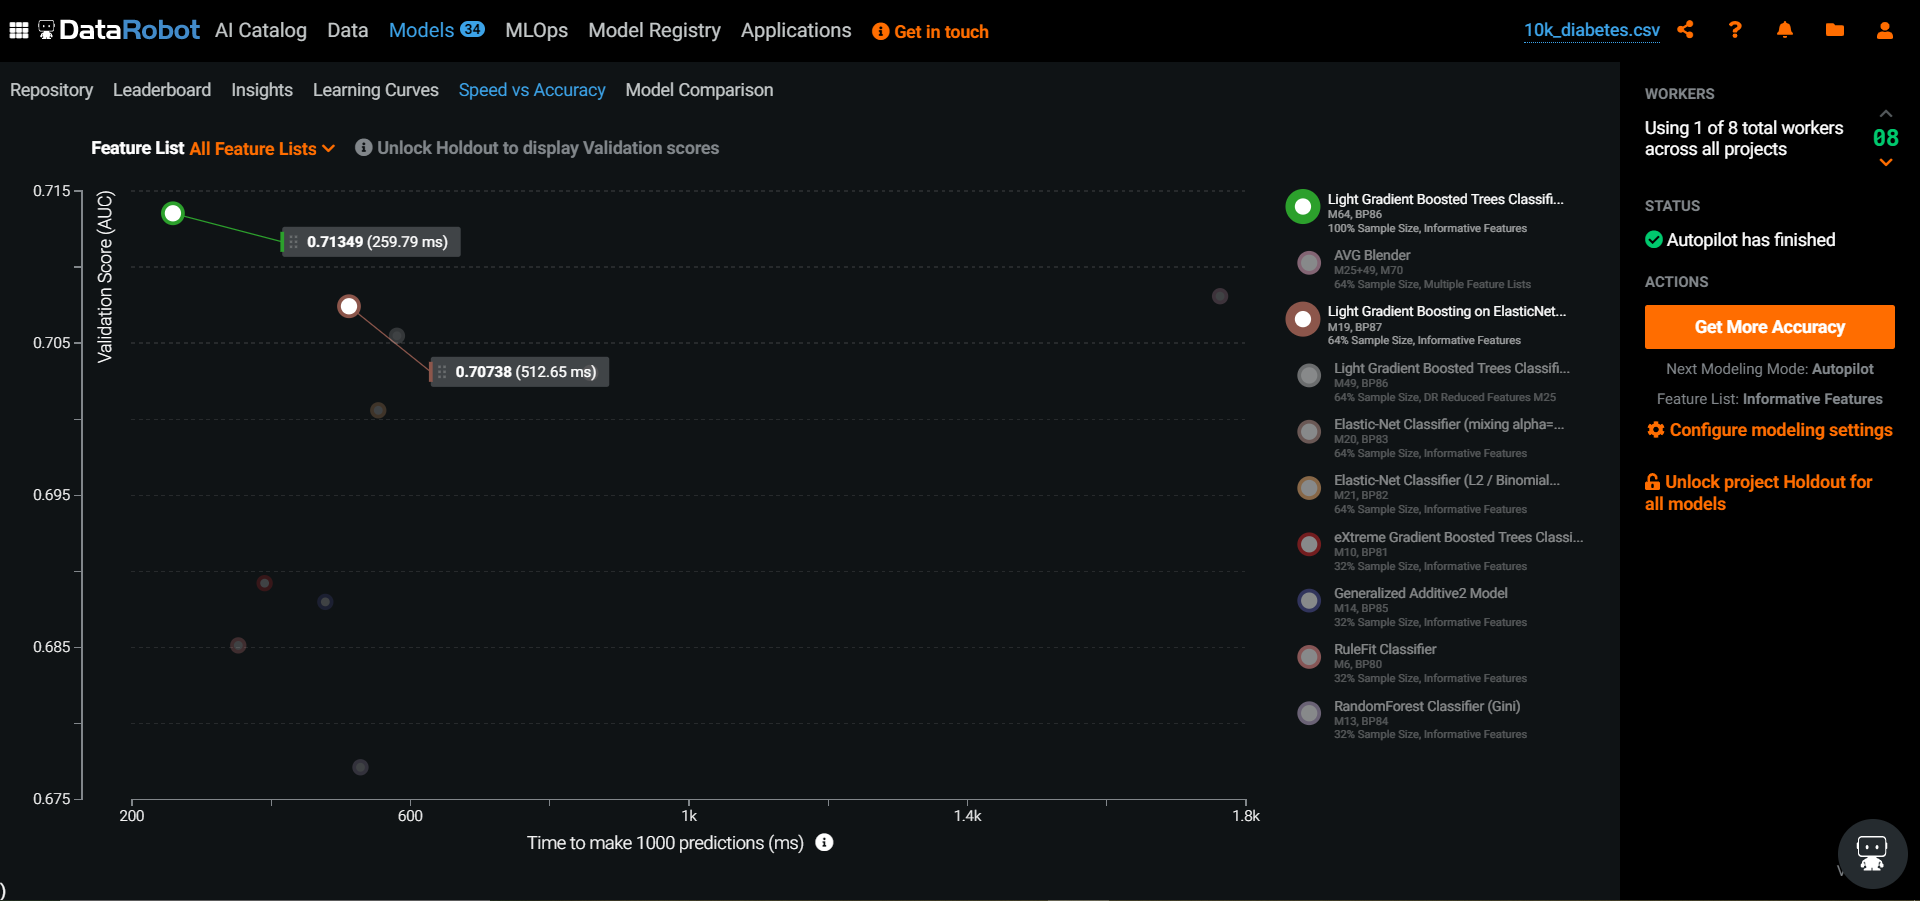 DataRobot AI Catalog Data Models 34 MLOps Model Registry Applications Get in touch 10k_diabetes.csv
Repository Leaderboard Insights Learning Curves Speed vs Accuracy Model Comparison
Feature List All Feature Lists Unlock Holdout to display Validation scores
Validation Score (AUC)
0.715
0.705
0.695
0.685
0.675
0.71349 (259.79 ms)
0.70738 (512.65 ms)
200 600 1k 1.4k 1.8k
Time to make 1000 predictions (ms)
Light Gradient Boosted Trees Classifi...
M64, BP86
100% Sample Size, Informative Features
AVG Blender
M25+49, M70
64% Sample Size, Multiple Feature Lists
Light Gradient Boosting on ElasticNet...
M19, BP87
64% Sample Size, Informative Features
Light Gradient Boosted Trees Classifi...
M49, BP86
64% Sample Size, DR Reduced Features M25
Elastic-Net Classifier (mixing alpha=...
M20, BP83
64% Sample Size, Informative Features
Elastic-Net Classifier (L2 / Binomial...
M21, BP82
64% Sample Size, Informative Features
eXtreme Gradient Boosted Trees Classi...
M10, BP81
32% Sample Size, Informative Features
Generalized Additive2 Model
M14, BP85
32% Sample Size, Informative Features
RuleFit Classifier
M6, BP80
32% Sample Size, Informative Features
RandomForest Classifier (Gini)
M13, BP84
32% Sample Size, Informative Features
WORKERS
Using 1 of 8 total workers
across all projects
08
STATUS
Autopilot has finished
ACTIONS
Get More Accuracy
Next Modeling Mode: Autopilot
Feature List: Informative Features
Configure modeling settings
Unlock project Holdout for
all models
)